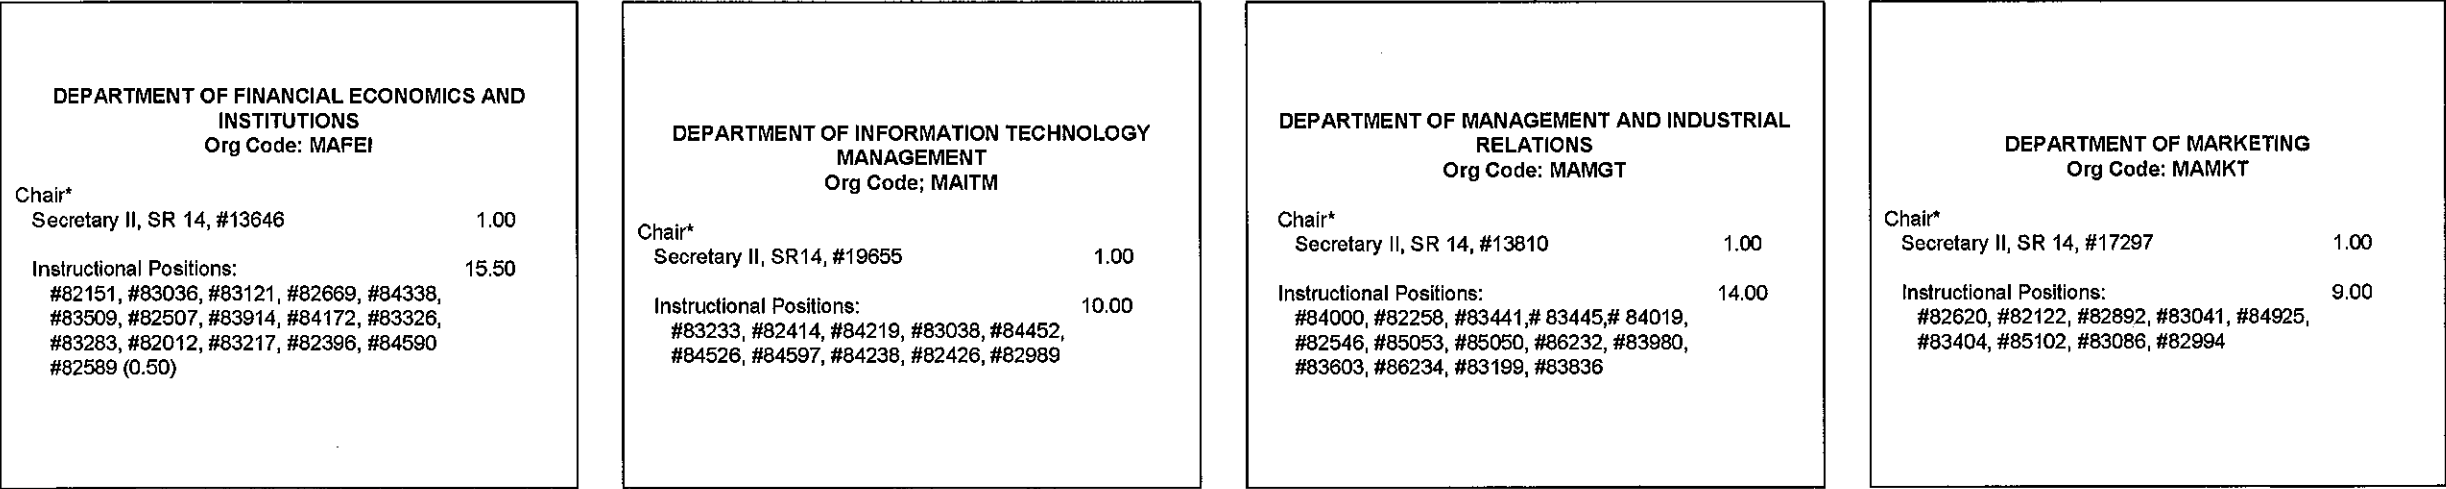 DEPARTMENT OF FINANCIAL ECONOMICS AND
INSTITUTIONS
Org Code: MAFEI
Chair*
Secretary II, SR 14, #13646 1.00
Instructional Positions: 15.50
#82151, #83036, #83121, #82669, #84338,
#83509, #82507, #83914, #84172, #83326,
#83283, #82012, #83217, #82396, #84590
#82589 (0.50)
DEPARTMENT OF INFORMATION TECHNOLOGY
MANAGEMENT
Org Code; MAITM
Chair*
Secretary II, SR14, #19655 1.00
Instructional Positions: 10.00
#83233, #82414, #84219, #83038, #84452,
#84526, #84597, #84238, #82426, #82989
DEPARTMENT OF MANAGEMENT AND INDUSTRIAL
RELATIONS
Org Code: MAMGT
Chair*
Secretary II, SR 14, #13810 1.00
Instructional Positions: 14.00
#84000, #82258, #83441,# 83445,# 84019,
#82546, #85053, #85050, #86232, #83980,
#83603, #86234, #83199, #83836
DEPARTMENT OF MARKETING
Org Code: MAMKT
Chair*
Secretary II, SR 14, #17297 1.00
Instructional Positions: 9.00
#82620, #82122, #82892, #83041, #84925,
#83404, #85102, #83086, #82994